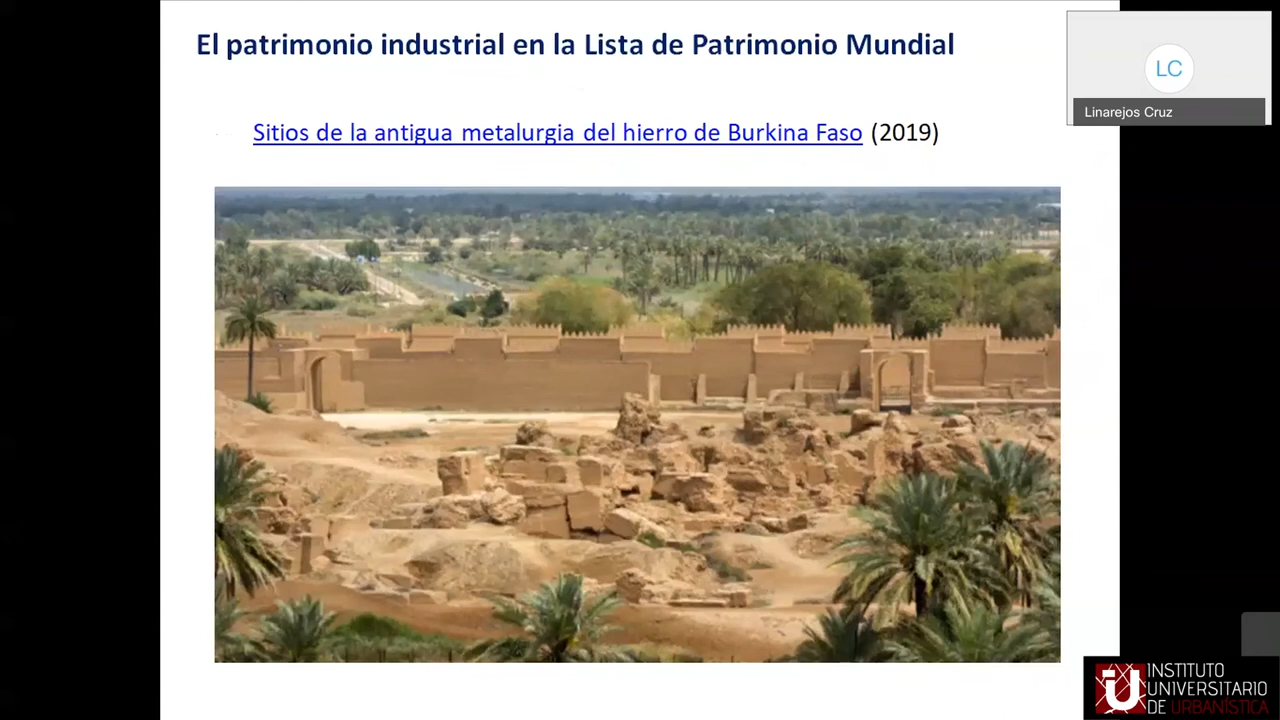 El patrimonio industrial en la Lista de Patrimonio Mundial
LC
Linarejos Cruz
Sitios de la antigua metalurgia del hierro de Burkina Faso (2019)
iU
INSTITUTO
UNIVERSITARIO
DE URBANÍSTICA